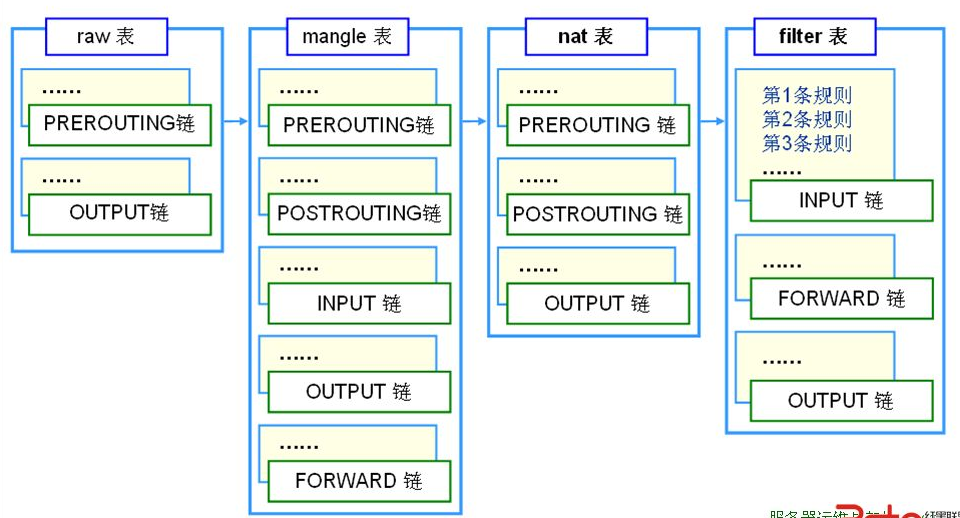 raw 表
……
PREROUTING链
……
OUTPUT链
mangle 表
……
PREROUTING链
……
POSTROUTING链
……
INPUT 链
……
OUTPUT 链
……
FORWARD 链
nat 表
……
PREROUTING 链
……
POSTROUTING 链
……
OUTPUT 链
filter 表
第1条规则
第2条规则
第3条规则
……
INPUT 链
……
FORWARD 链
……
OUTPUT 链